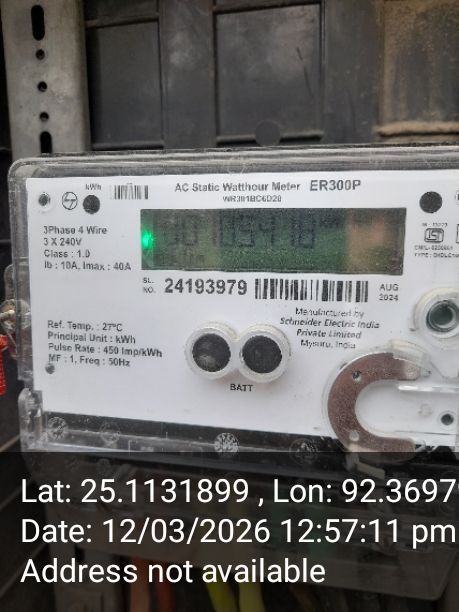 kWh
AC Static Watthour Meter ER300P
3Phase 4 Wire
3 X 240V
Class : 1.0
Ib : 10A, Imax : 40A
SL.
NO. 24193979
AUG
2024
Ref. Temp. : 27°C
Principal Unit : kWh
Pulse Rate : 450 Imp/kWh
MF : 1, Freq : 50Hz
Manufactured by
Schneider Electric India
Private Limited
Mysuru, India
BATT
Lat: 25.1131899 , Lon: 92.3697
Date: 12/03/2026 12:57:11 pm
Address not available